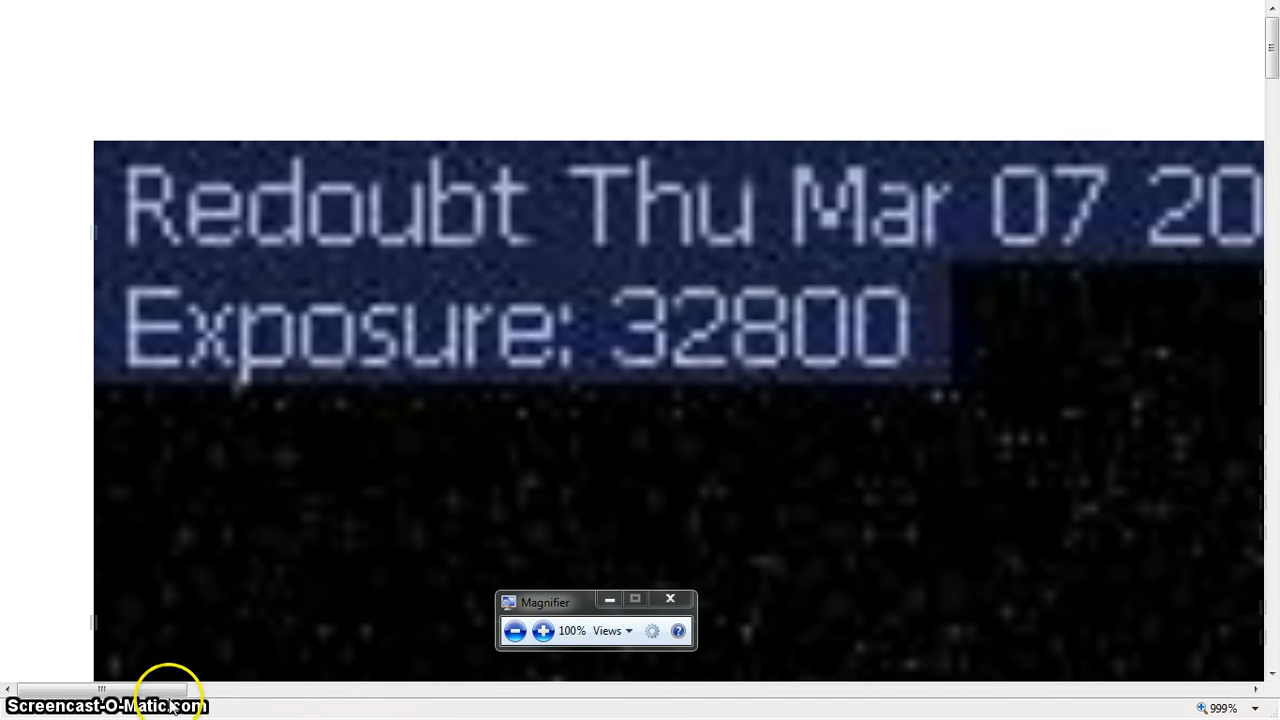 Redoubt Thu Mar 07 20
Exposure: 32800
Magnifier
100% Views
Screencast-O-Matic.com
999%